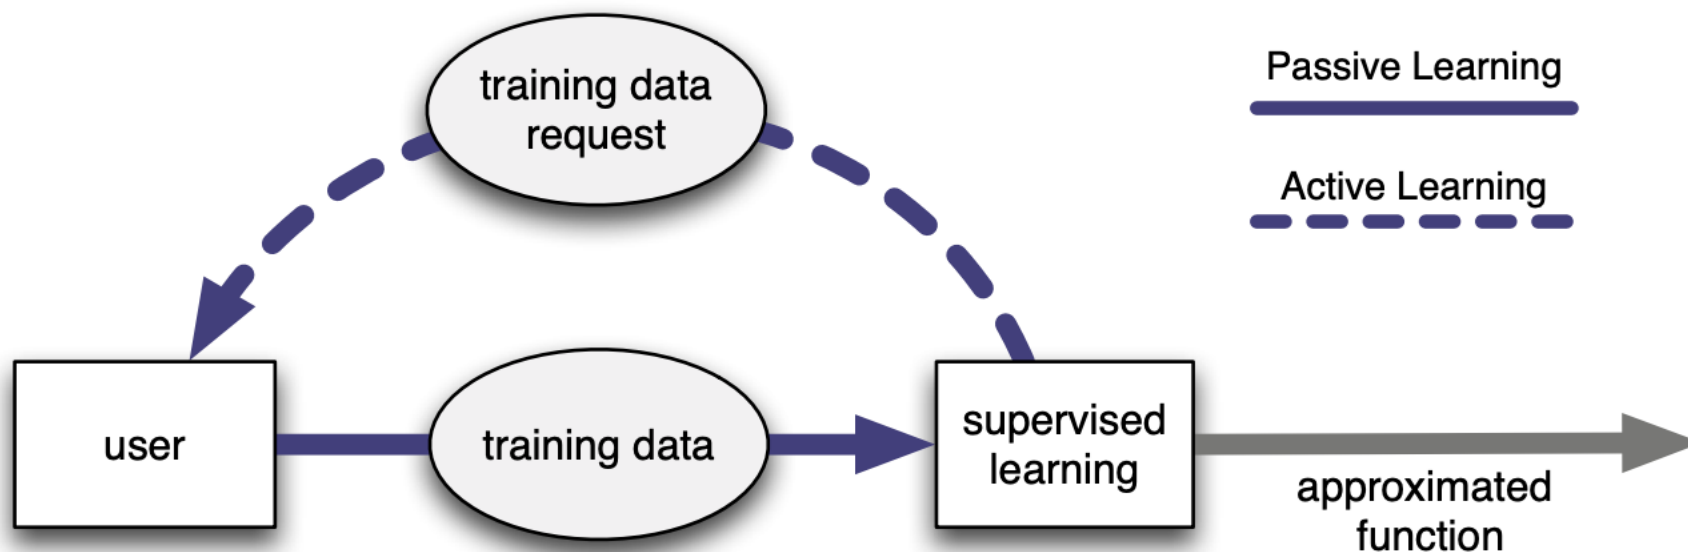 training data
request
Passive Learning
Active Learning
user
training data
supervised
learning
approximated
function